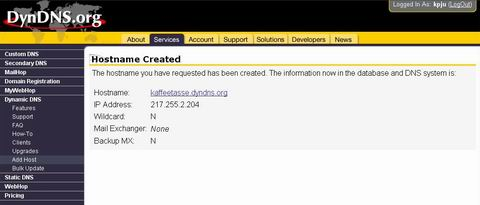 DynDNS.org
Logged In As: kpju (LogOut)
About Services Account Support Solutions Developers News
Custom DNS
Secondary DNS
MailHop
Domain Registration
MyWebHop
Dynamic DNS
Features
Support
FAQ
How-To
Clients
Upgrades
Add Host
Bulk Update
Static DNS
WebHop
Pricing
Hostname Created
The hostname you have requested has been created. The information now in the database and DNS system is:
Hostname: kaffeetasse.dyndns.org
IP Address: 217.255.2.204
Wildcard: N
Mail Exchanger: None
Backup MX: N